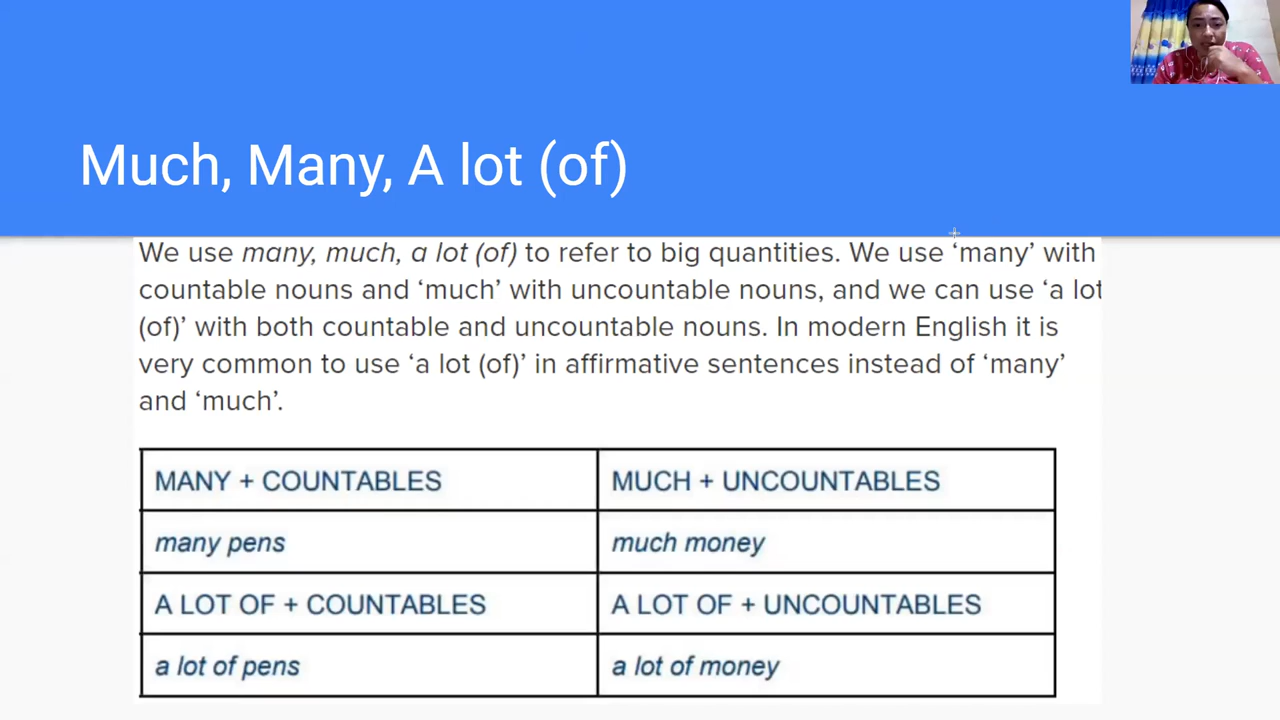 Much, Many, A lot (of)
We use many, much, a lot (of) to refer to big quantities. We use ‘many’ with
countable nouns and ‘much’ with uncountable nouns, and we can use ‘a lot
(of)’ with both countable and uncountable nouns. In modern English it is
very common to use ‘a lot (of)’ in affirmative sentences instead of ‘many’
and ‘much’.
MANY + COUNTABLES
MUCH + UNCOUNTABLES
many pens
much money
A LOT OF + COUNTABLES
A LOT OF + UNCOUNTABLES
a lot of pens
a lot of money